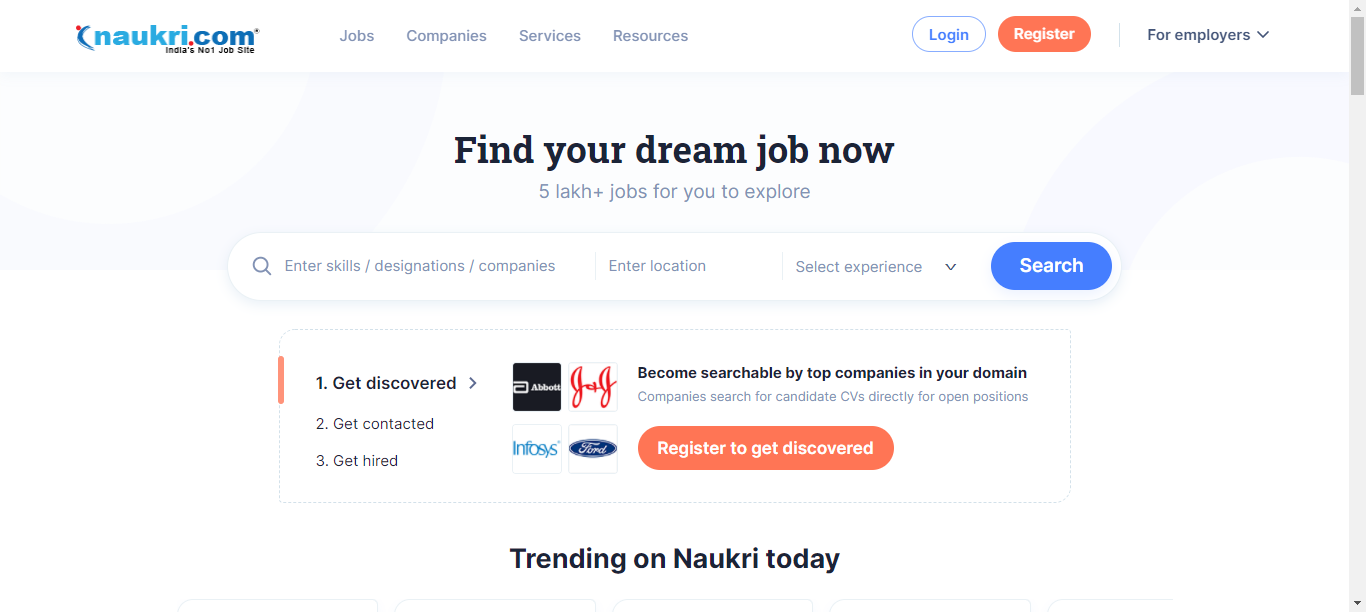 naukri.com
India's No1 Job Site
Jobs Companies Services Resources Login Register For employers
Find your dream job now
5 lakh+ jobs for you to explore
Enter skills / designations / companies Enter location Select experience Search
1. Get discovered
2. Get contacted
3. Get hired
Abbott
J&J
Infosys
Ford
Become searchable by top companies in your domain
Companies search for candidate CVs directly for open positions
Register to get discovered
Trending on Naukri today